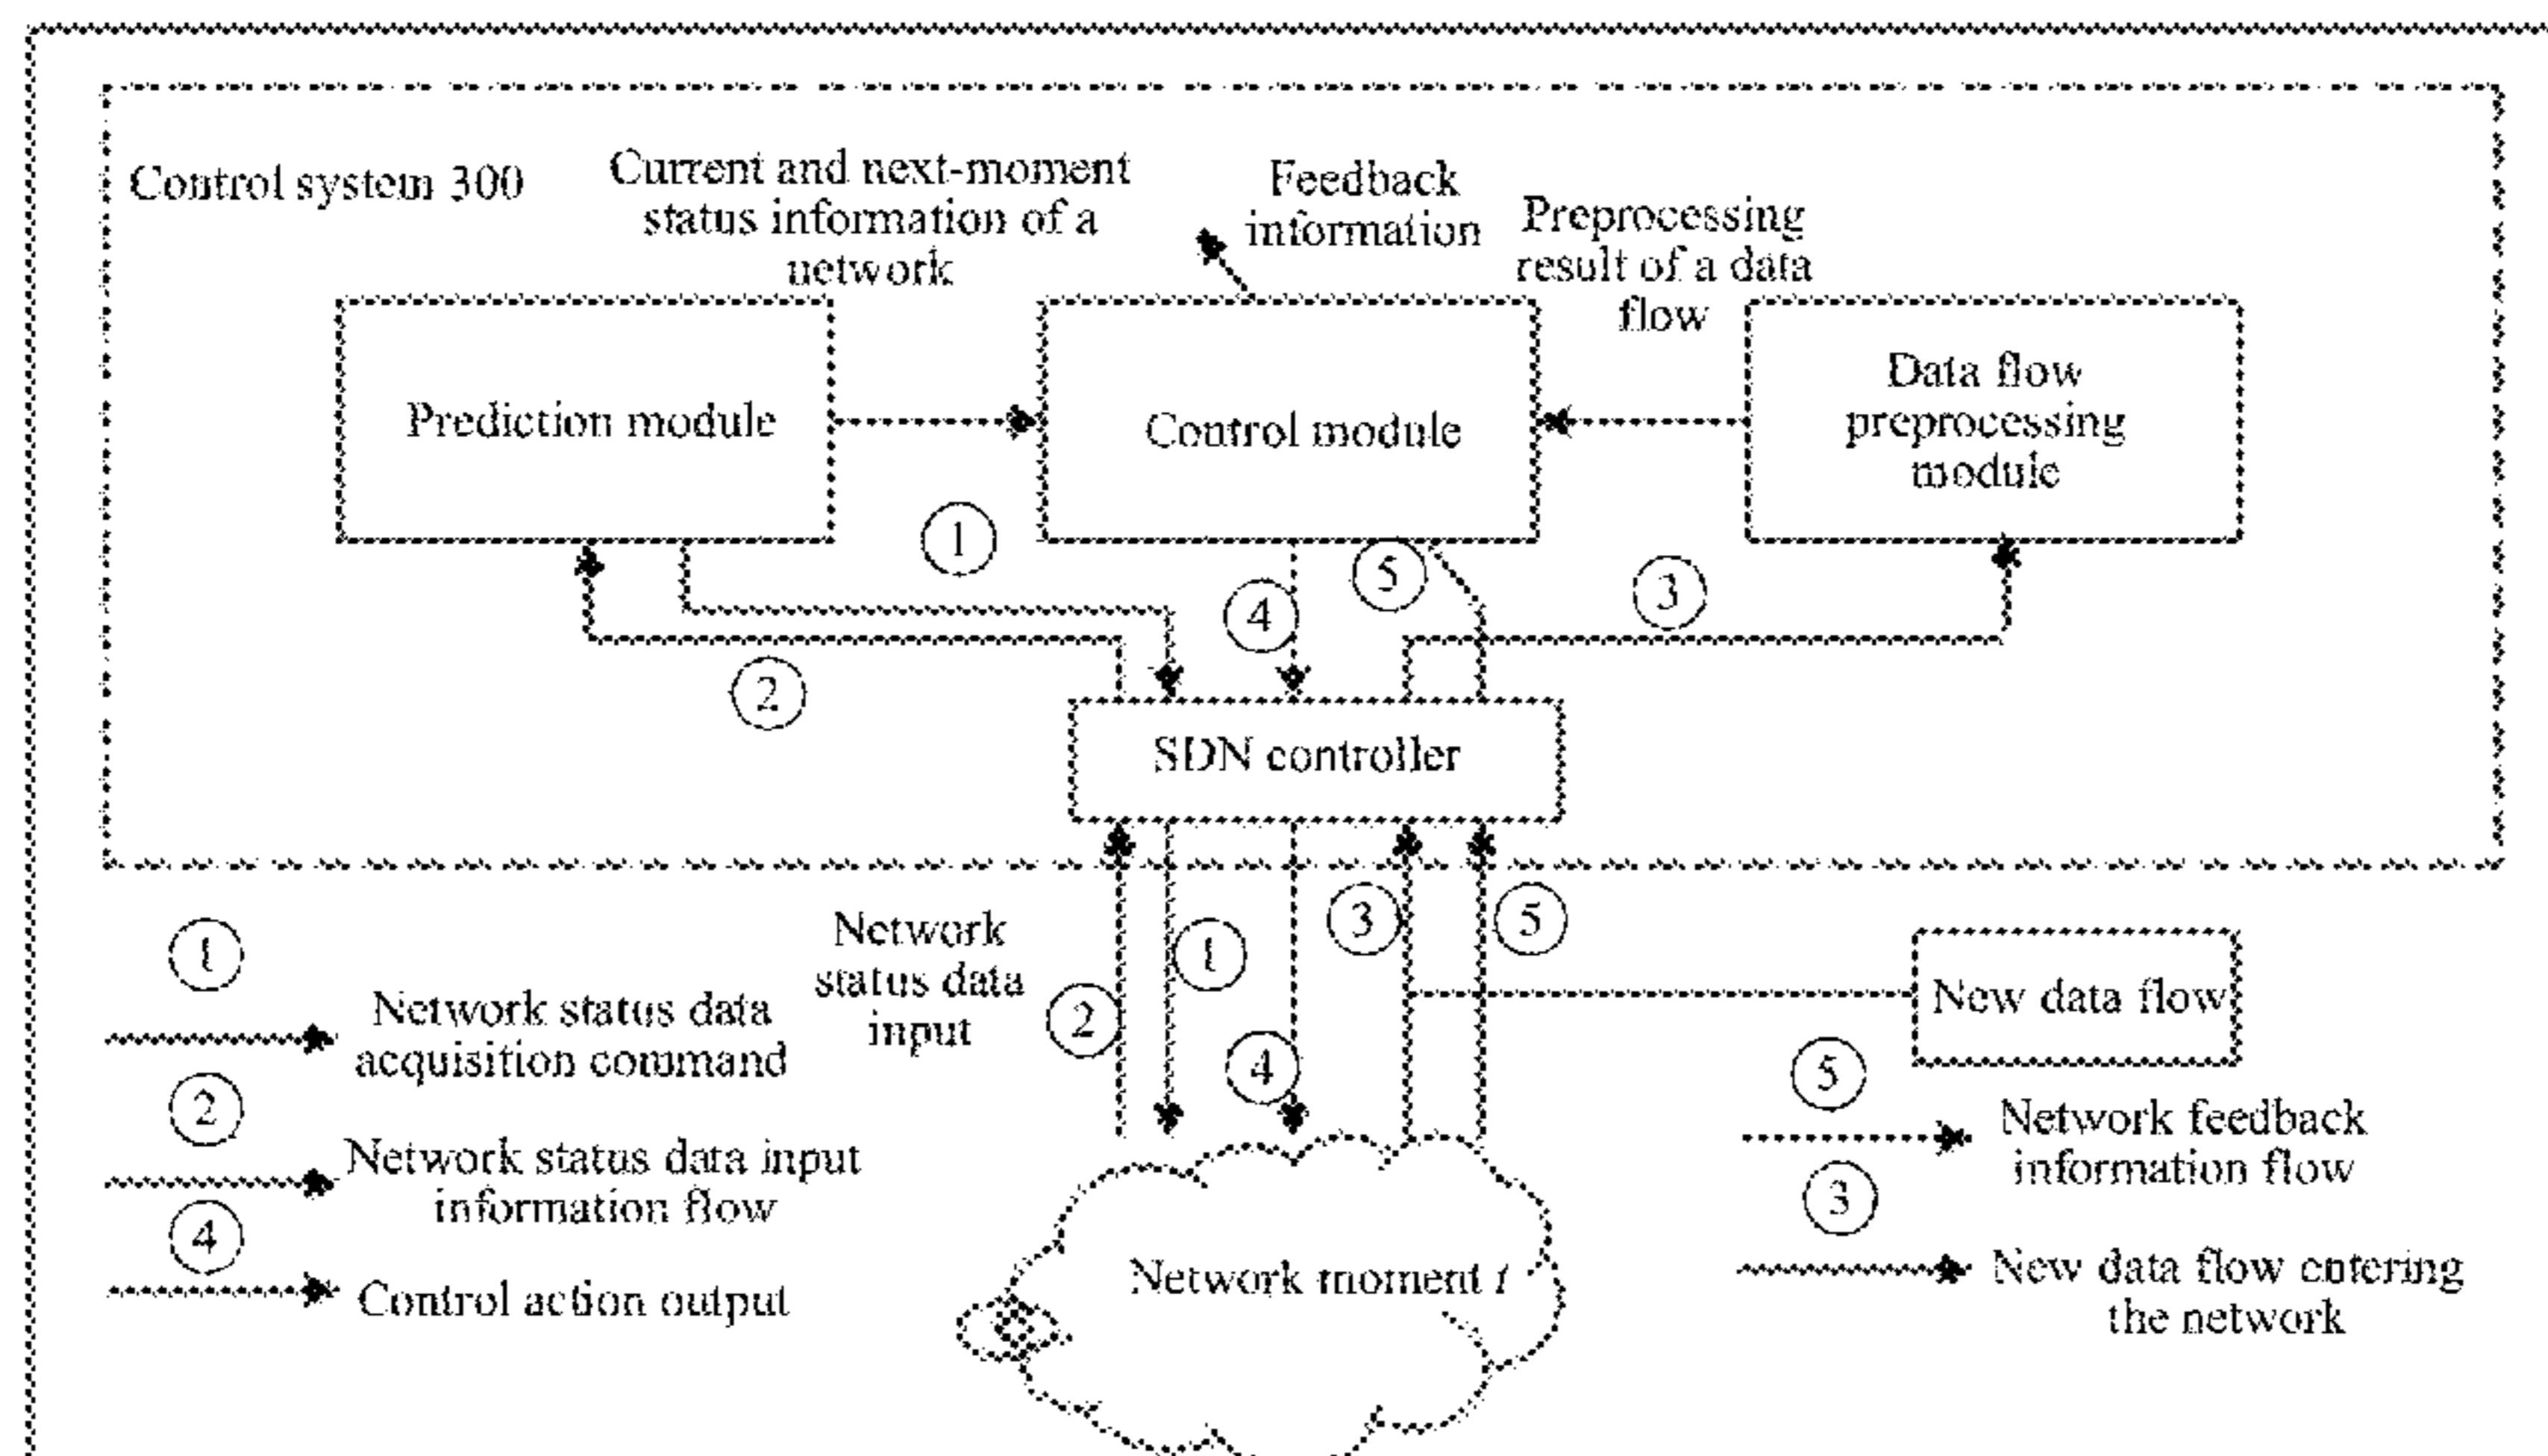 Control system 300
Current and next-moment
status information of a
network
Feedback
information
Preprocessing
result of a data
flow
Prediction module
Control module
Data flow
preprocessing
module
1
5
3
4
2
SDN controller
Network
status data
input
2
1
4
3
5
New data flow
1
Network status data
acquisition command
2
Network status data input
information flow
4
Control action output
5
Network feedback
information flow
3
New data flow entering
the network
Network moment t